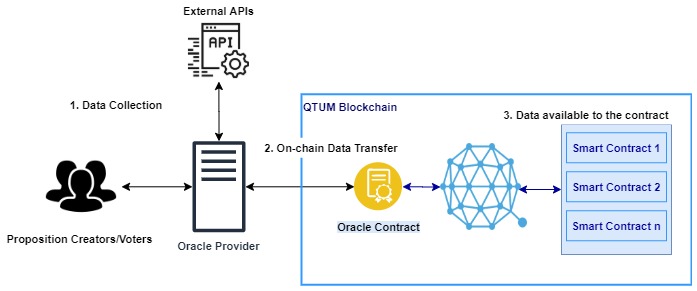 External APIs
API
1. Data Collection
QTUM Blockchain
3. Data available to the contract
2. On-chain Data Transfer
Smart Contract 1
Smart Contract 2
Smart Contract n
Oracle Contract
Proposition Creators/Voters
Oracle Provider